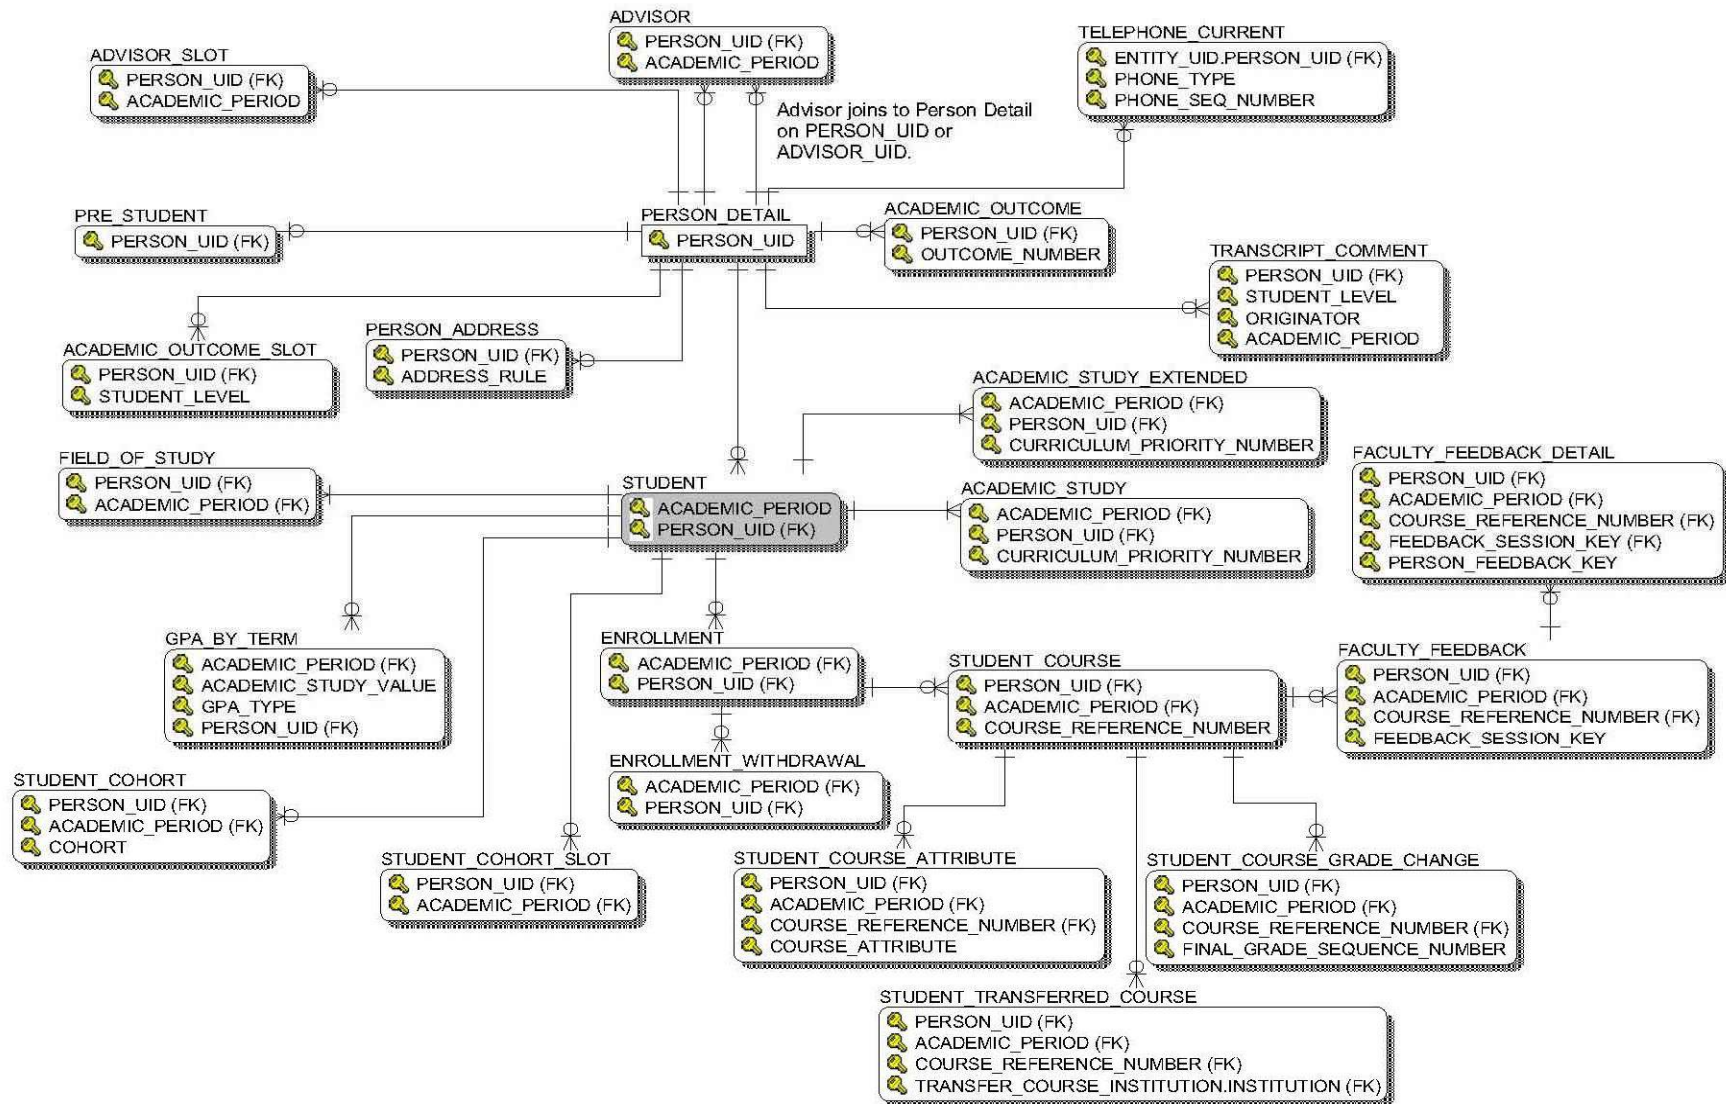 ADVISOR
PERSON_UID (FK)
ACADEMIC_PERIOD
TELEPHONE_CURRENT
ENTITY_UID.PERSON_UID (FK)
PHONE_TYPE
PHONE_SEQ_NUMBER
ADVISOR_SLOT
PERSON_UID (FK)
ACADEMIC_PERIOD
Advisor joins to Person Detail
on PERSON_UID or
ADVISOR_UID.
PRE_STUDENT
PERSON_UID (FK)
PERSON_DETAIL
PERSON_UID
ACADEMIC_OUTCOME
PERSON_UID (FK)
OUTCOME_NUMBER
TRANSCRIPT_COMMENT
PERSON_UID (FK)
STUDENT_LEVEL
ORIGINATOR
ACADEMIC_PERIOD
ACADEMIC_OUTCOME_SLOT
PERSON_UID (FK)
STUDENT_LEVEL
PERSON_ADDRESS
PERSON_UID (FK)
ADDRESS_RULE
ACADEMIC_STUDY_EXTENDED
ACADEMIC_PERIOD (FK)
PERSON_UID (FK)
CURRICULUM_PRIORITY_NUMBER
FIELD_OF_STUDY
PERSON_UID (FK)
ACADEMIC_PERIOD (FK)
STUDENT
ACADEMIC_PERIOD
PERSON_UID (FK)
ACADEMIC_STUDY
ACADEMIC_PERIOD (FK)
PERSON_UID (FK)
CURRICULUM_PRIORITY_NUMBER
FACULTY_FEEDBACK_DETAIL
PERSON_UID (FK)
ACADEMIC_PERIOD (FK)
COURSE_REFERENCE_NUMBER (FK)
FEEDBACK_SESSION_KEY (FK)
PERSON_FEEDBACK_KEY
GPA_BY_TERM
ACADEMIC_PERIOD (FK)
ACADEMIC_STUDY_VALUE
GPA_TYPE
PERSON_UID (FK)
ENROLLMENT
ACADEMIC_PERIOD (FK)
PERSON_UID (FK)
STUDENT_COURSE
PERSON_UID (FK)
ACADEMIC_PERIOD (FK)
COURSE_REFERENCE_NUMBER
FACULTY_FEEDBACK
PERSON_UID (FK)
ACADEMIC_PERIOD (FK)
COURSE_REFERENCE_NUMBER (FK)
FEEDBACK_SESSION_KEY
STUDENT_COHORT
PERSON_UID (FK)
ACADEMIC_PERIOD (FK)
COHORT
ENROLLMENT_WITHDRAWAL
ACADEMIC_PERIOD (FK)
PERSON_UID (FK)
STUDENT_COHORT_SLOT
PERSON_UID (FK)
ACADEMIC_PERIOD (FK)
STUDENT_COURSE_ATTRIBUTE
PERSON_UID (FK)
ACADEMIC_PERIOD (FK)
COURSE_REFERENCE_NUMBER (FK)
COURSE_ATTRIBUTE
STUDENT_COURSE_GRADE_CHANGE
PERSON_UID (FK)
ACADEMIC_PERIOD (FK)
COURSE_REFERENCE_NUMBER (FK)
FINAL_GRADE_SEQUENCE_NUMBER
STUDENT_TRANSFERRED_COURSE
PERSON_UID (FK)
ACADEMIC_PERIOD (FK)
COURSE_REFERENCE_NUMBER (FK)
TRANSFER_COURSE_INSTITUTION.INSTITUTION (FK)